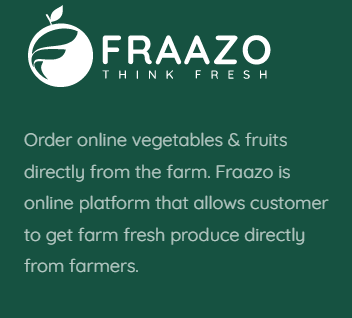 FRAAZO
THINK FRESH
Order online vegetables & fruits
directly from the farm. Fraazo is
online platform that allows customer
to get farm fresh produce directly
from farmers.